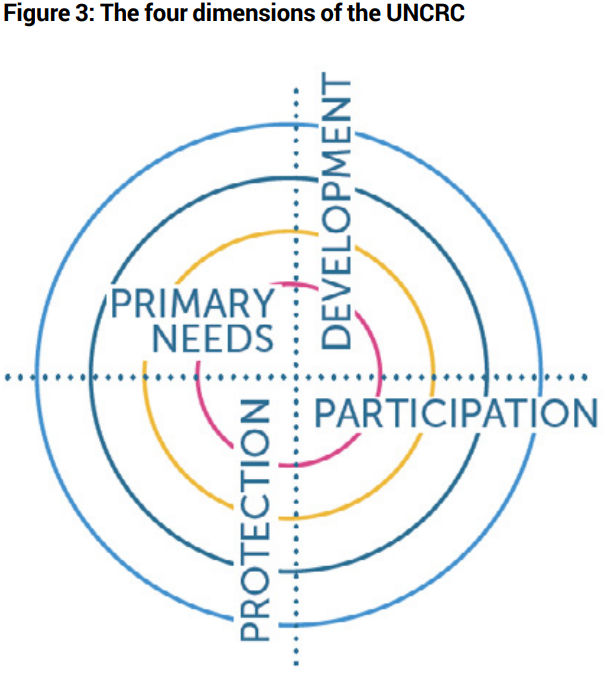 Figure 3: The four dimensions of the UNCRC
DEVELOPMENT
PRIMARY
NEEDS
PARTICIPATION
PROTECTION